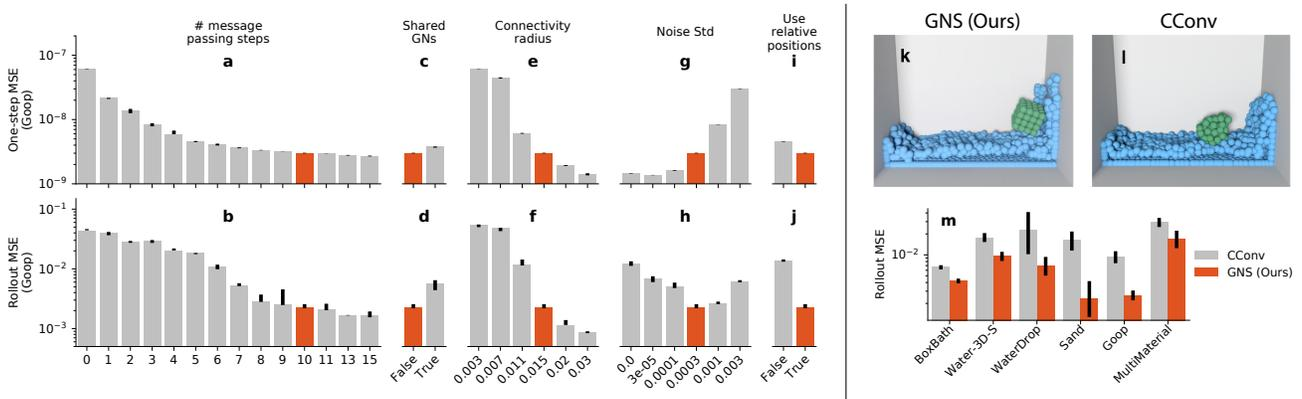 # message
passing steps
Shared
GNs
Connectivity
radius
Noise Std
Use
relative
positions
a
c
e
g
i
One-step MSE
(Goop)
10⁻⁷
10⁻⁸
10⁻⁹
b
d
f
h
j
Rollout MSE
(Goop)
10⁻¹
10⁻²
10⁻³
0 1 2 3 4 5 6 7 8 9 10 11 13 15
False True
0.003 0.007 0.011 0.015 0.02 0.03
0.0 3e-05 0.0001 0.0003 0.001 0.003
False True
GNS (Ours)
CConv
k
l
m
Rollout MSE
10⁻²
BoxBath Water-3D-S WaterDrop Sand Goop MultiMaterial
CConv
GNS (Ours)